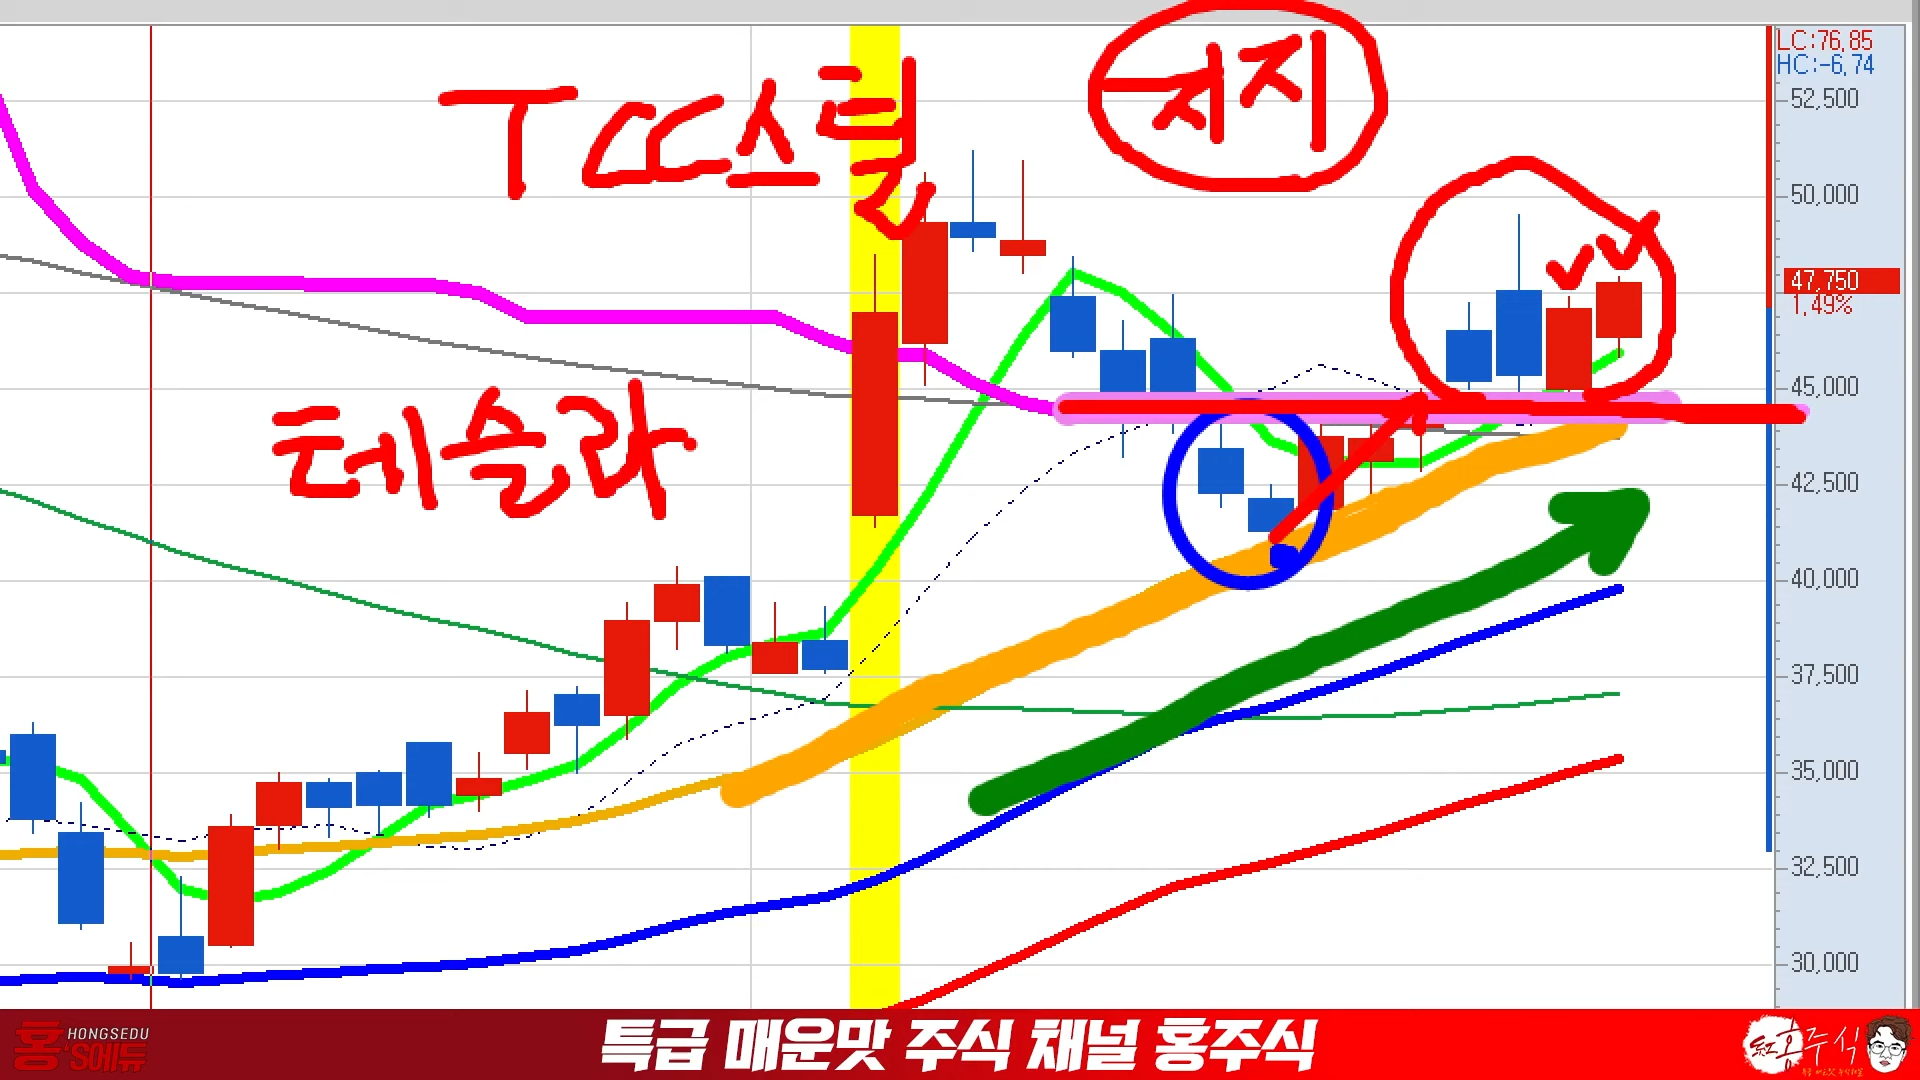 TCC스틸
저지
테슬라
LC:76,85
HC:-6,74
52,500
50,000
47,750
1,49%
45,000
42,500
40,000
37,500
35,000
32,500
30,000
홍's에듀
HONGSEDU
특급 매운맛 주식 채널 홍주식
홍주식